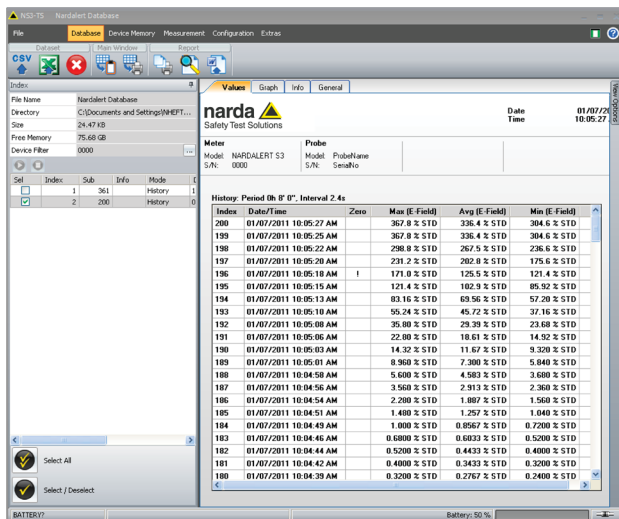 NS3-TS Nardalert Database
File Database Device Memory Measurement Configuration Extras
Dataset Main Window Report
CSV
Index
File Name Nardalert Database
Directory C:\Documents and Settings\NHEFT...
Size 24.47 KB
Free Memory 75.68 GB
Device Filter 0000 ...
Sel Index Sub Info Mode
1 361 History 1
2 200 History 0
Select All
Select / Deselect
BATTERY?
Values Graph Info General
View Options
narda
Safety Test Solutions
Date 01/07/20
Time 10:05:27
Meter Probe
Model: NARDALERT S3 Model: ProbeName
S/N: 0000 S/N: SerialNo
History: Period 0h 8' 0", Interval 2.4s
Index Date/Time Zero Max (E-Field) Avg (E-Field) Min (E-Field)
200 01/07/2011 10:05:27 AM 367.8 % STD 336.4 % STD 304.6 % STD
199 01/07/2011 10:05:25 AM 367.8 % STD 336.4 % STD 304.6 % STD
198 01/07/2011 10:05:22 AM 298.8 % STD 267.5 % STD 236.6 % STD
197 01/07/2011 10:05:20 AM 231.2 % STD 202.8 % STD 175.6 % STD
196 01/07/2011 10:05:18 AM ! 171.0 % STD 125.5 % STD 121.4 % STD
195 01/07/2011 10:05:15 AM 121.4 % STD 102.9 % STD 85.92 % STD
194 01/07/2011 10:05:13 AM 83.16 % STD 69.56 % STD 57.20 % STD
193 01/07/2011 10:05:10 AM 55.24 % STD 45.72 % STD 37.16 % STD
192 01/07/2011 10:05:08 AM 35.80 % STD 29.39 % STD 23.68 % STD
191 01/07/2011 10:05:06 AM 22.80 % STD 18.61 % STD 14.92 % STD
190 01/07/2011 10:05:03 AM 14.32 % STD 11.67 % STD 9.320 % STD
189 01/07/2011 10:05:01 AM 8.960 % STD 7.300 % STD 5.840 % STD
188 01/07/2011 10:04:58 AM 5.600 % STD 4.583 % STD 3.680 % STD
187 01/07/2011 10:04:56 AM 3.560 % STD 2.913 % STD 2.360 % STD
186 01/07/2011 10:04:54 AM 2.280 % STD 1.887 % STD 1.560 % STD
185 01/07/2011 10:04:51 AM 1.480 % STD 1.257 % STD 1.040 % STD
184 01/07/2011 10:04:49 AM 1.000 % STD 0.8567 % STD 0.7200 % STD
183 01/07/2011 10:04:46 AM 0.6800 % STD 0.6033 % STD 0.5200 % STD
182 01/07/2011 10:04:44 AM 0.5200 % STD 0.4433 % STD 0.4000 % STD
181 01/07/2011 10:04:42 AM 0.4000 % STD 0.3433 % STD 0.3200 % STD
180 01/07/2011 10:04:39 AM 0.3200 % STD 0.2767 % STD 0.2400 % STD
Battery: 50 %